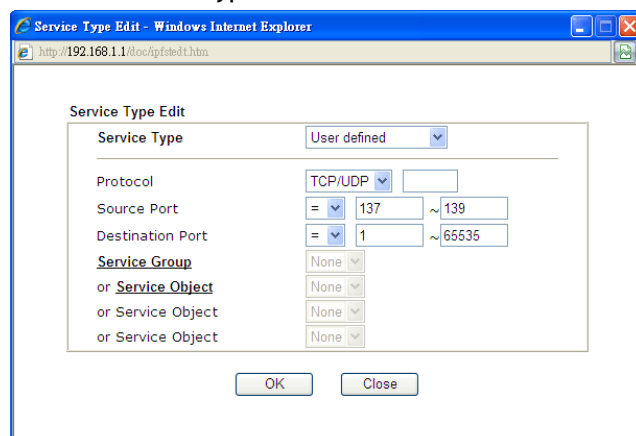 Service Type Edit - Windows Internet Explorer
http://192.168.1.1/doc/ipfstedt.htm
Service Type Edit
Service Type User defined
Protocol TCP/UDP
Source Port = 137 ~ 139
Destination Port = 1 ~ 65535
Service Group None
or Service Object None
or Service Object None
or Service Object None
OK Close